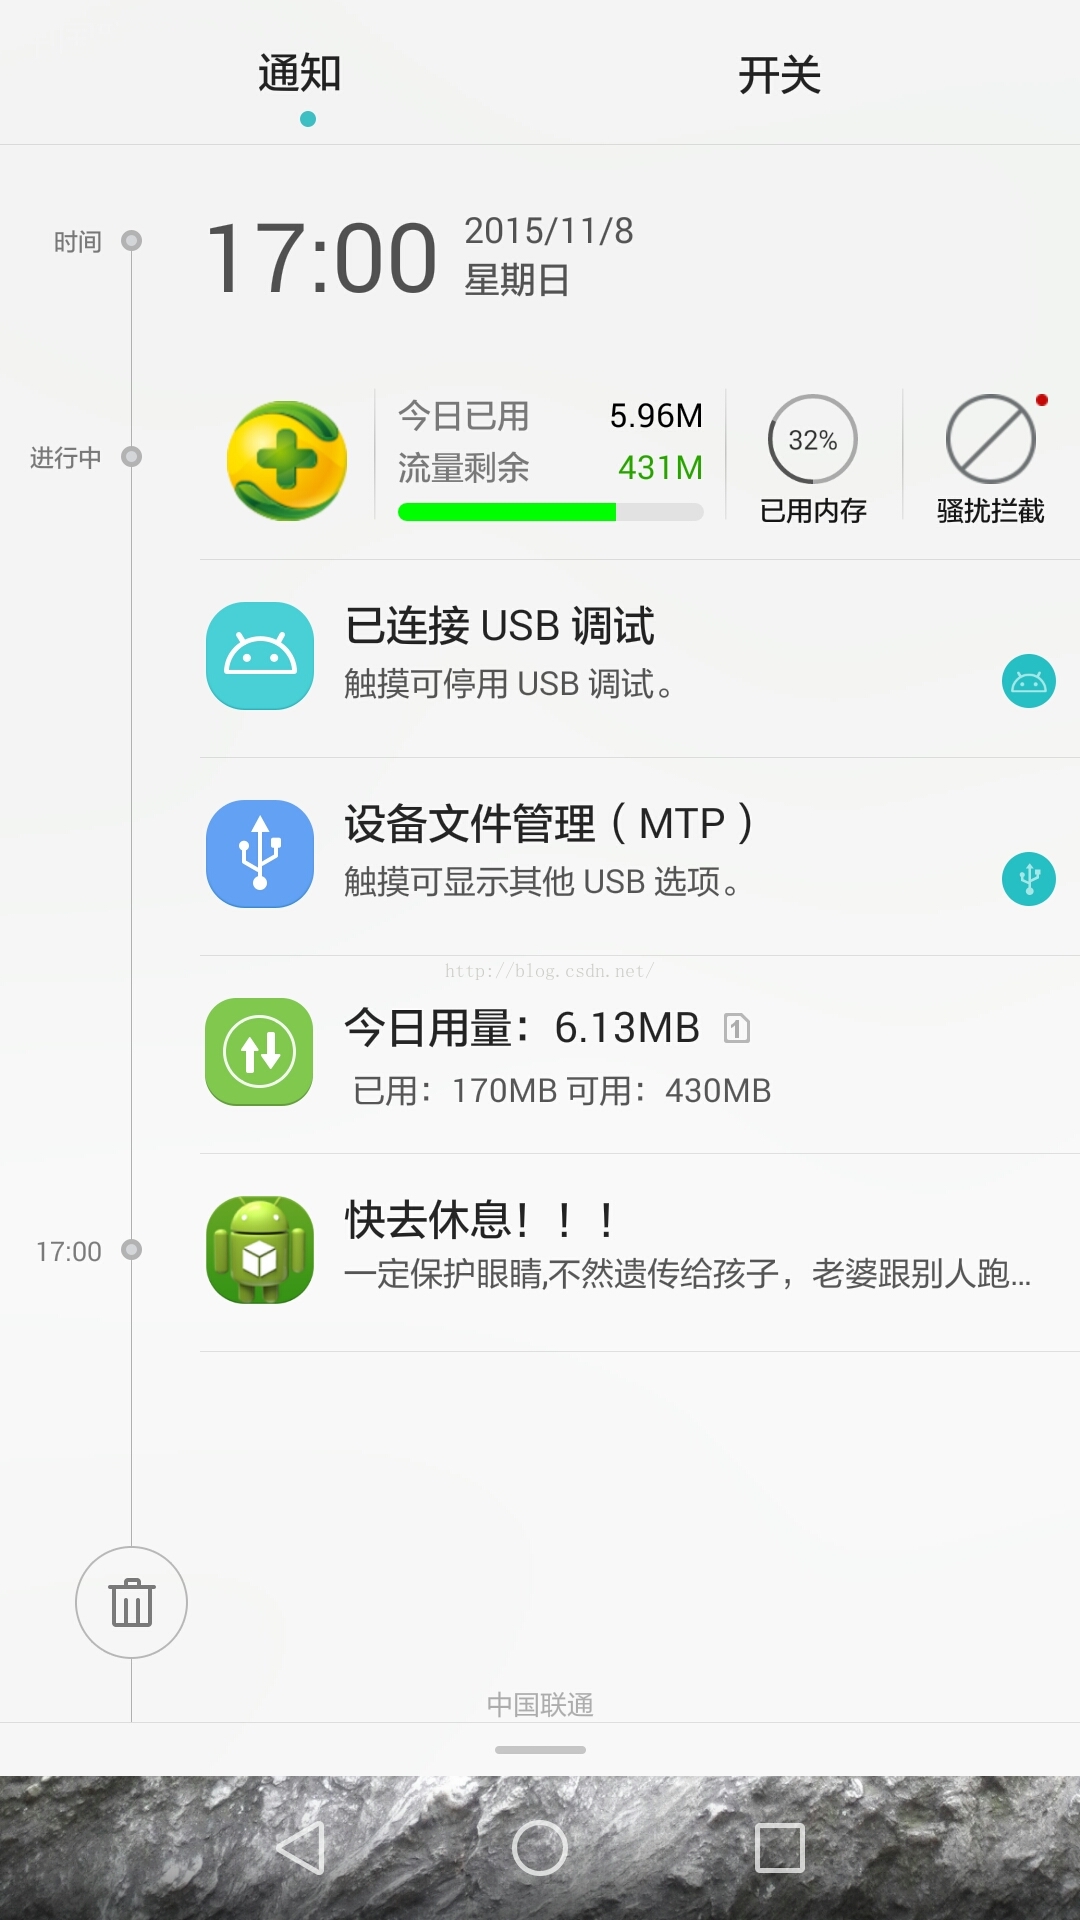 通知 开关
时间 17:00 2015/11/8
星期日
进行中 今日已用 5.96M
流量剩余 431M
32%
已用内存 骚扰拦截
已连接 USB 调试
触摸可停用 USB 调试。
设备文件管理（MTP）
触摸可显示其他 USB 选项。
http://blog.csdn.net/
今日用量：6.13MB 1
已用：170MB 可用：430MB
17:00 快去休息！！！
一定保护眼睛,不然遗传给孩子，老婆跟别人跑...
中国联通